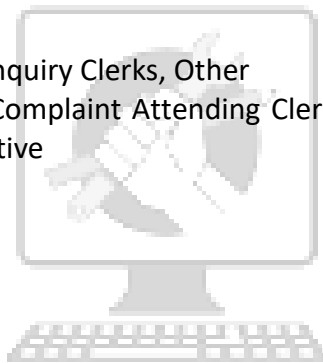 nquiry Clerks, Other
Complaint Attending Cler
tive